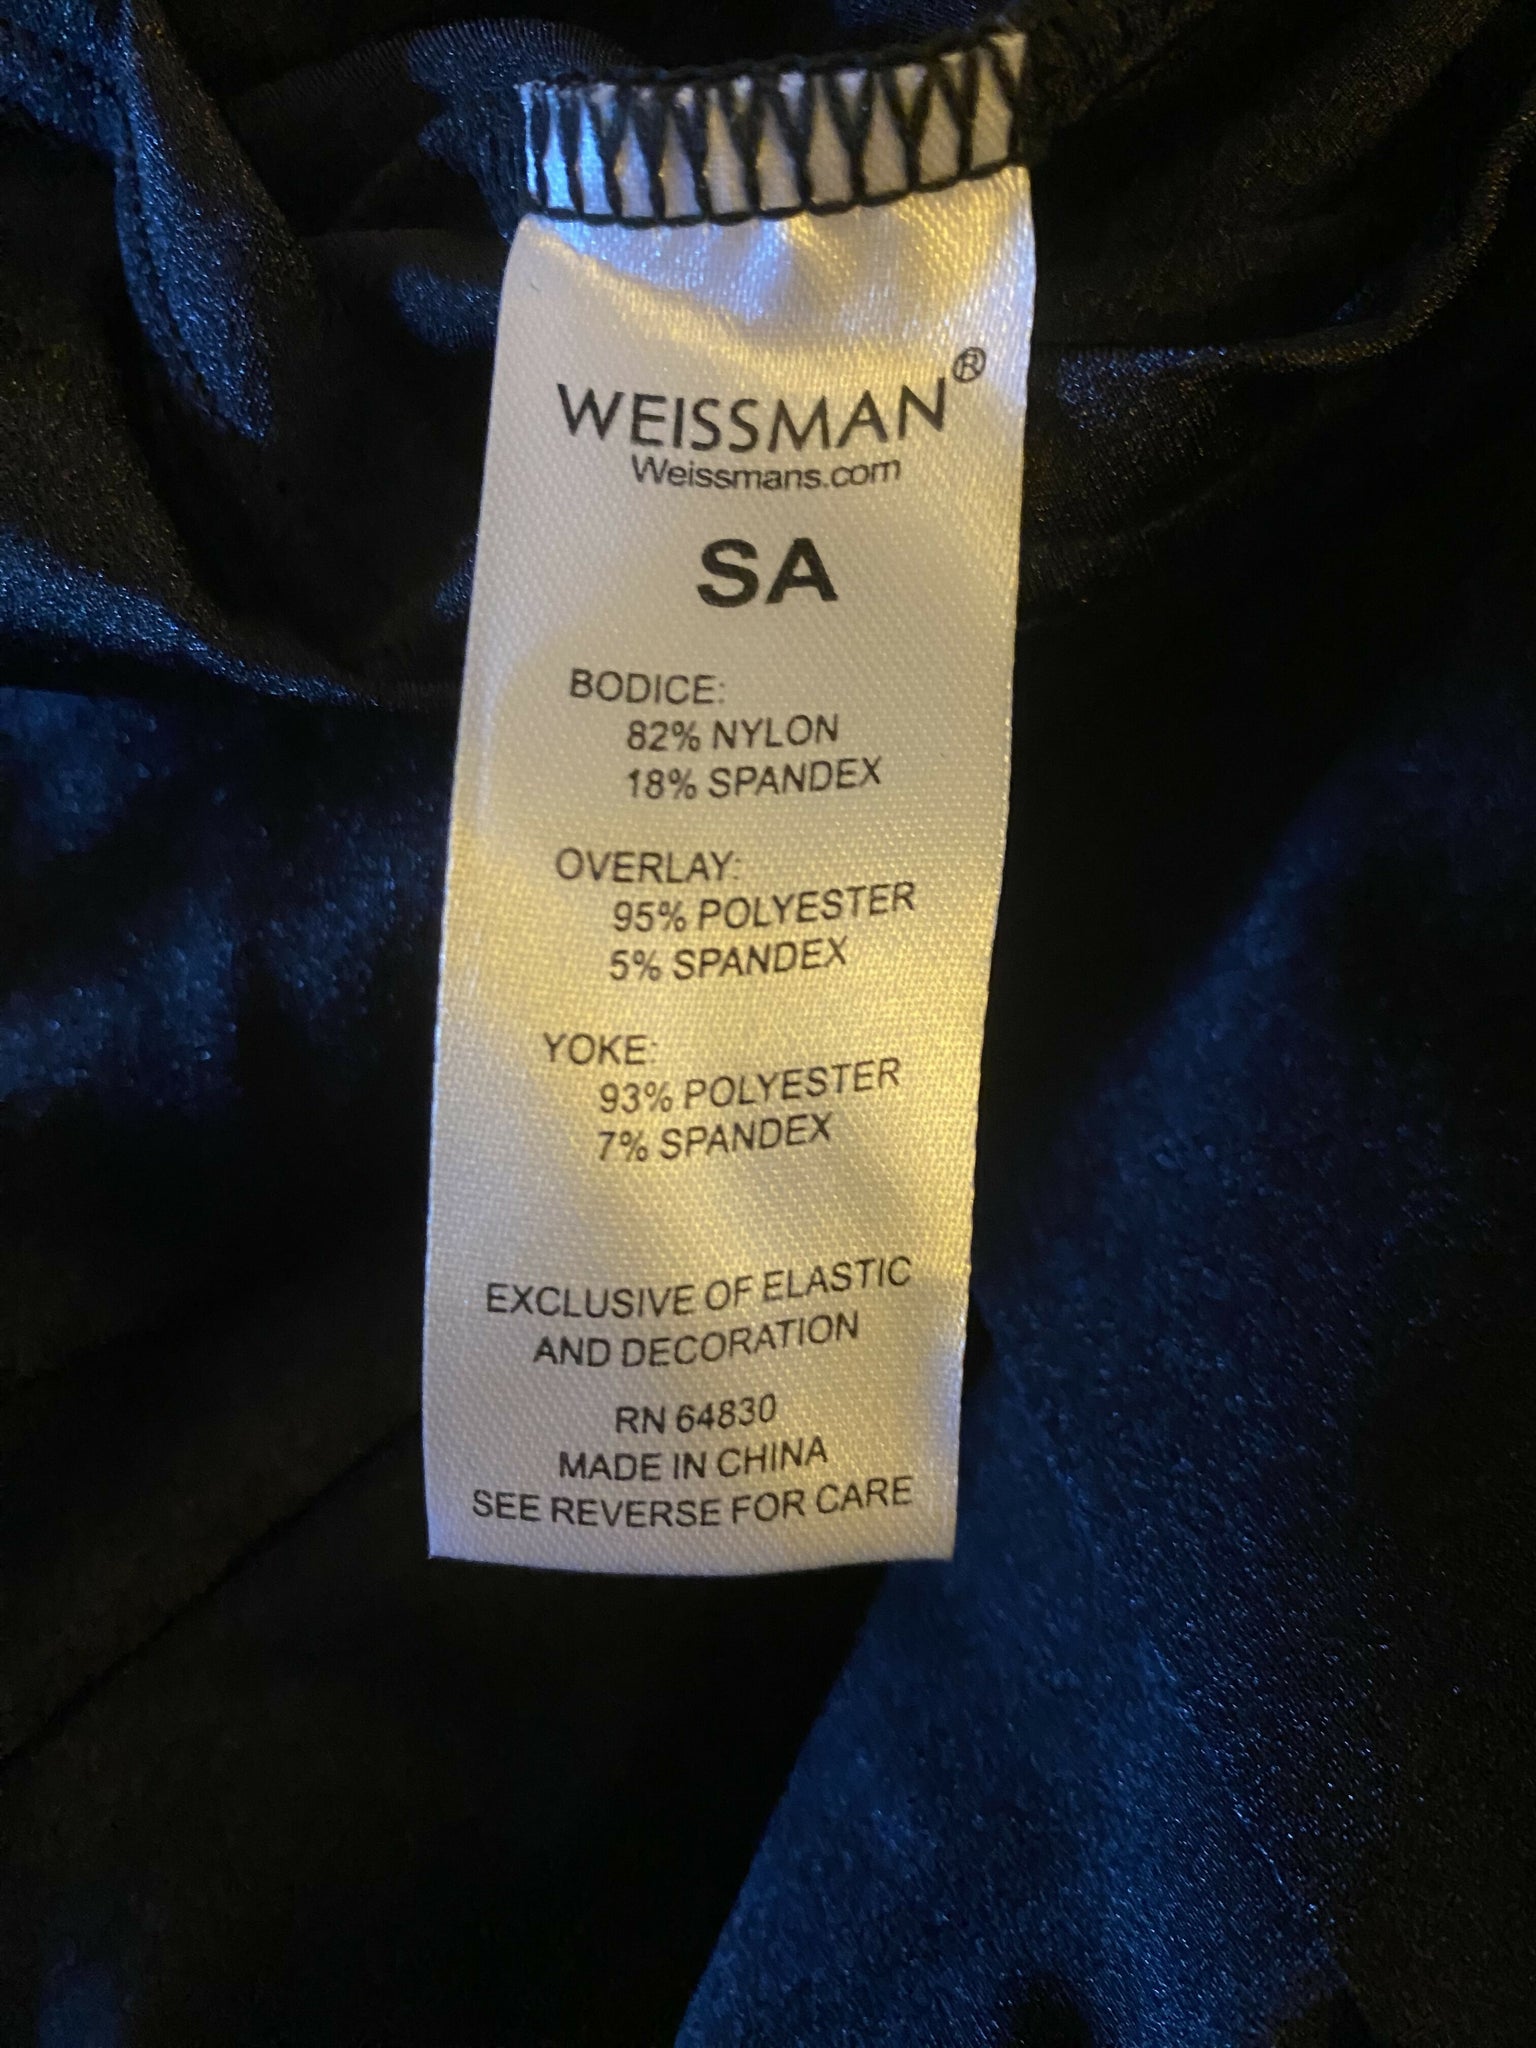 WEISSMAN®
Weissmans.com
SA
BODICE:
82% NYLON
18% SPANDEX
OVERLAY:
95% POLYESTER
5% SPANDEX
YOKE:
93% POLYESTER
7% SPANDEX
EXCLUSIVE OF ELASTIC
AND DECORATION
RN 64830
MADE IN CHINA
SEE REVERSE FOR CARE